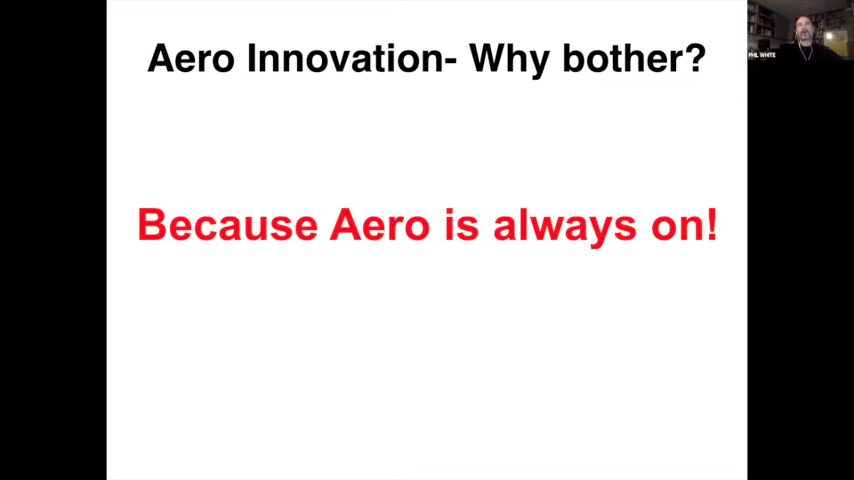 Aero Innovation- Why bother?
PHIL WHITE
Because Aero is always on!